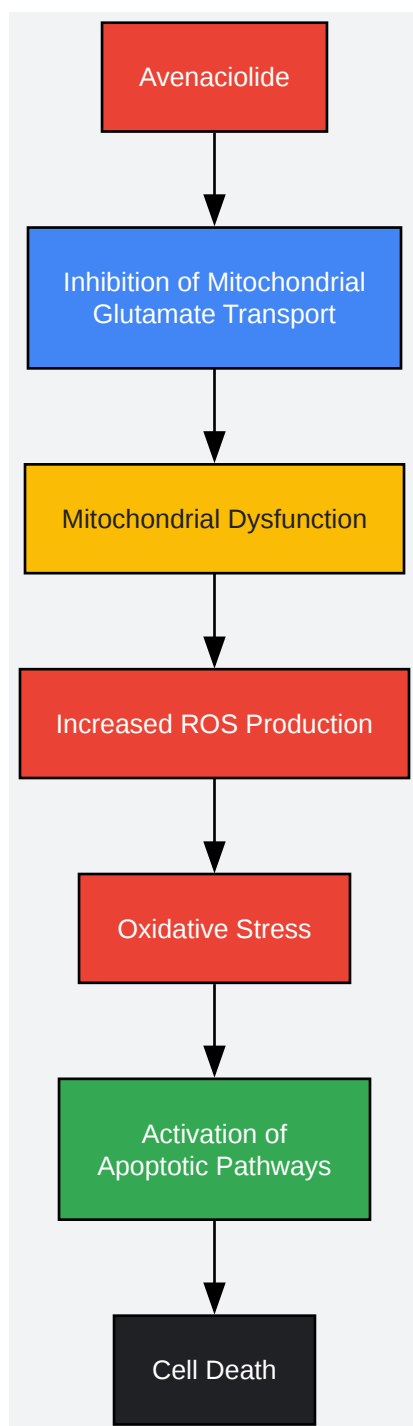 Avenaciolide
Inhibition of Mitochondrial
Glutamate Transport
Mitochondrial Dysfunction
Increased ROS Production
Oxidative Stress
Activation of
Apoptotic Pathways
Cell Death